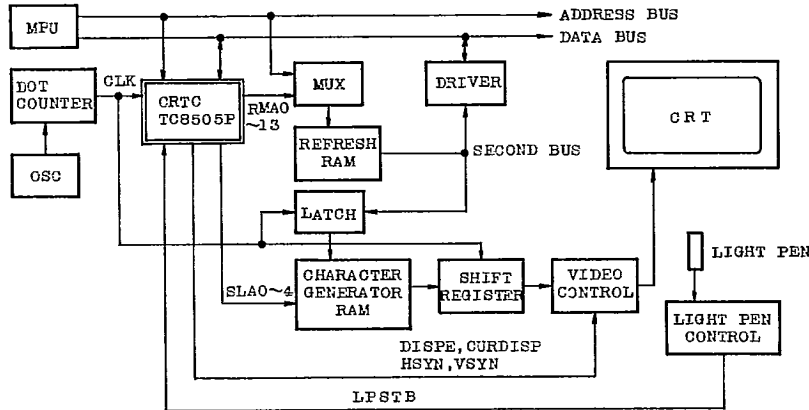 ADDRESS BUS
MPU
DATA BUS
CLK
DOT
COUNTER
CRTC
TC8505P
RMA0
~13
MUX
DRIVER
CRT
REFRESH
RAM
SECOND BUS
OSC
LATCH
LIGHT PEN
SLA0~4
CHARACTER
GENERATOR
RAM
SHIFT
REGISTER
VIDEO
CONTROL
LIGHT PEN
CONTROL
DISPE,CURDISP
HSYN,VSYN
LPSTB